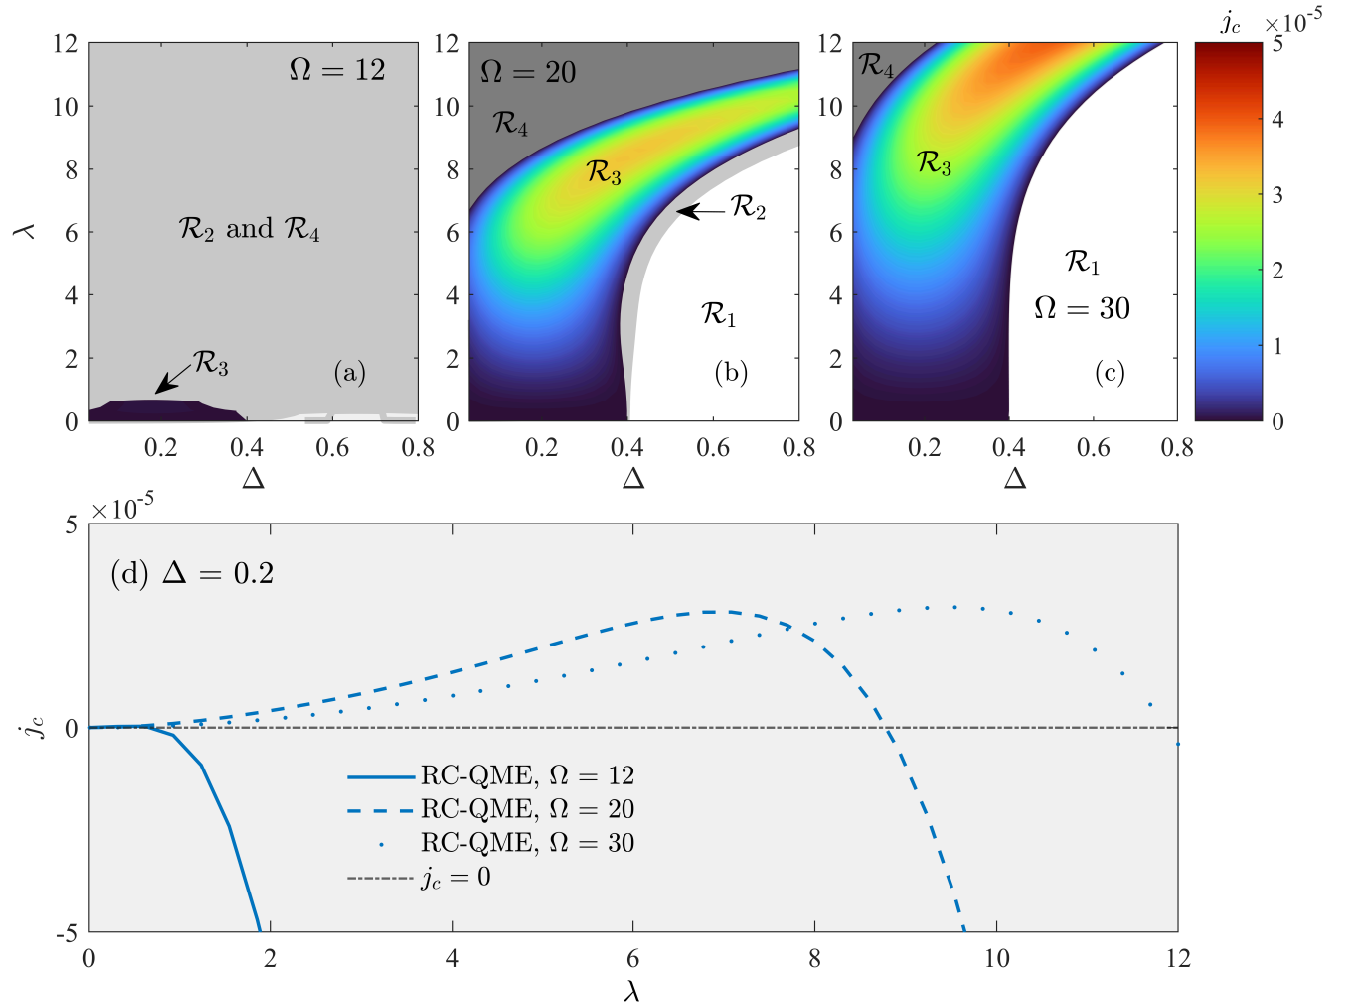 j_c ×10^-5
12 10 8 6 4 2 0
λ
Ω = 12
ℛ₂ and ℛ₄
ℛ₃
(a)
0.2 0.4 0.6 0.8
Δ
12 10 8 6 4 2 0
Ω = 20
ℛ₄
ℛ₃
ℛ₂
ℛ₁
(b)
0.2 0.4 0.6 0.8
Δ
12 10 8 6 4 2 0
ℛ₄
ℛ₃
ℛ₁
Ω = 30
(c)
0.2 0.4 0.6 0.8
Δ
5 4 3 2 1 0
×10^-5
5 0 -5
j_c
(d) Δ = 0.2
RC-QME, Ω = 12
RC-QME, Ω = 20
RC-QME, Ω = 30
j_c = 0
0 2 4 6 8 10 12
λ